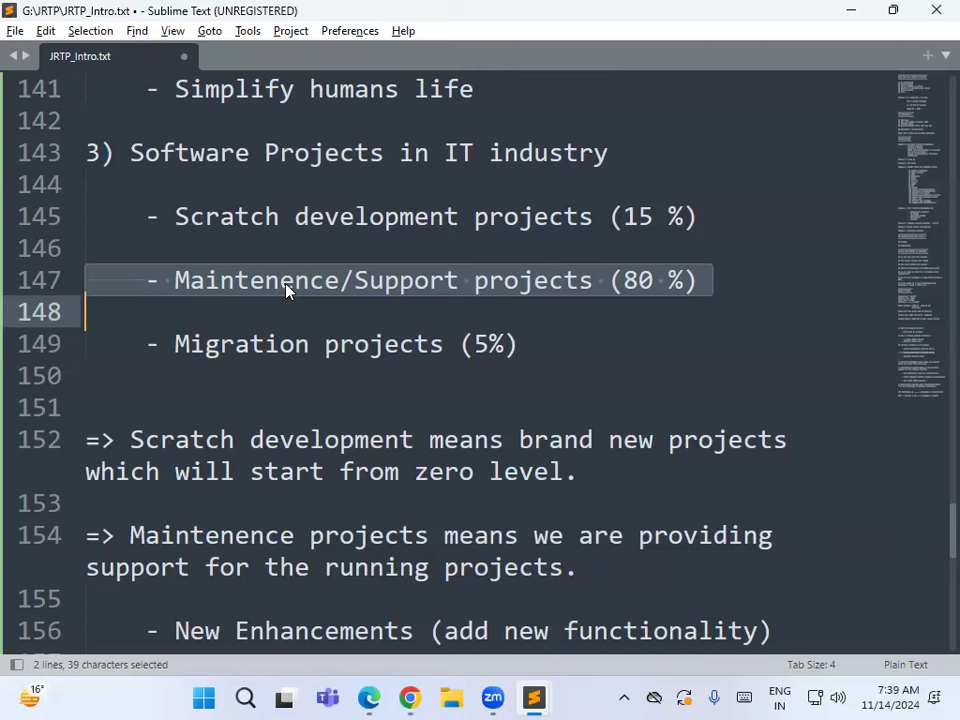 G:\JRTP\JRTP_Intro.txt • - Sublime Text (UNREGISTERED)
File Edit Selection Find View Goto Tools Project Preferences Help
JRTP_Intro.txt
141 - Simplify humans life
142
143 3) Software Projects in IT industry
144
145 - Scratch development projects (15 %)
146
147 - Maintenence/Support projects (80 %)
148
149 - Migration projects (5%)
150
151
152 => Scratch development means brand new projects
which will start from zero level.
153
154 => Maintenence projects means we are providing
support for the running projects.
155
156 - New Enhancements (add new functionality)
2 lines, 39 characters selected Tab Size: 4 Plain Text
16° ENG 7:39 AM
IN 11/14/2024